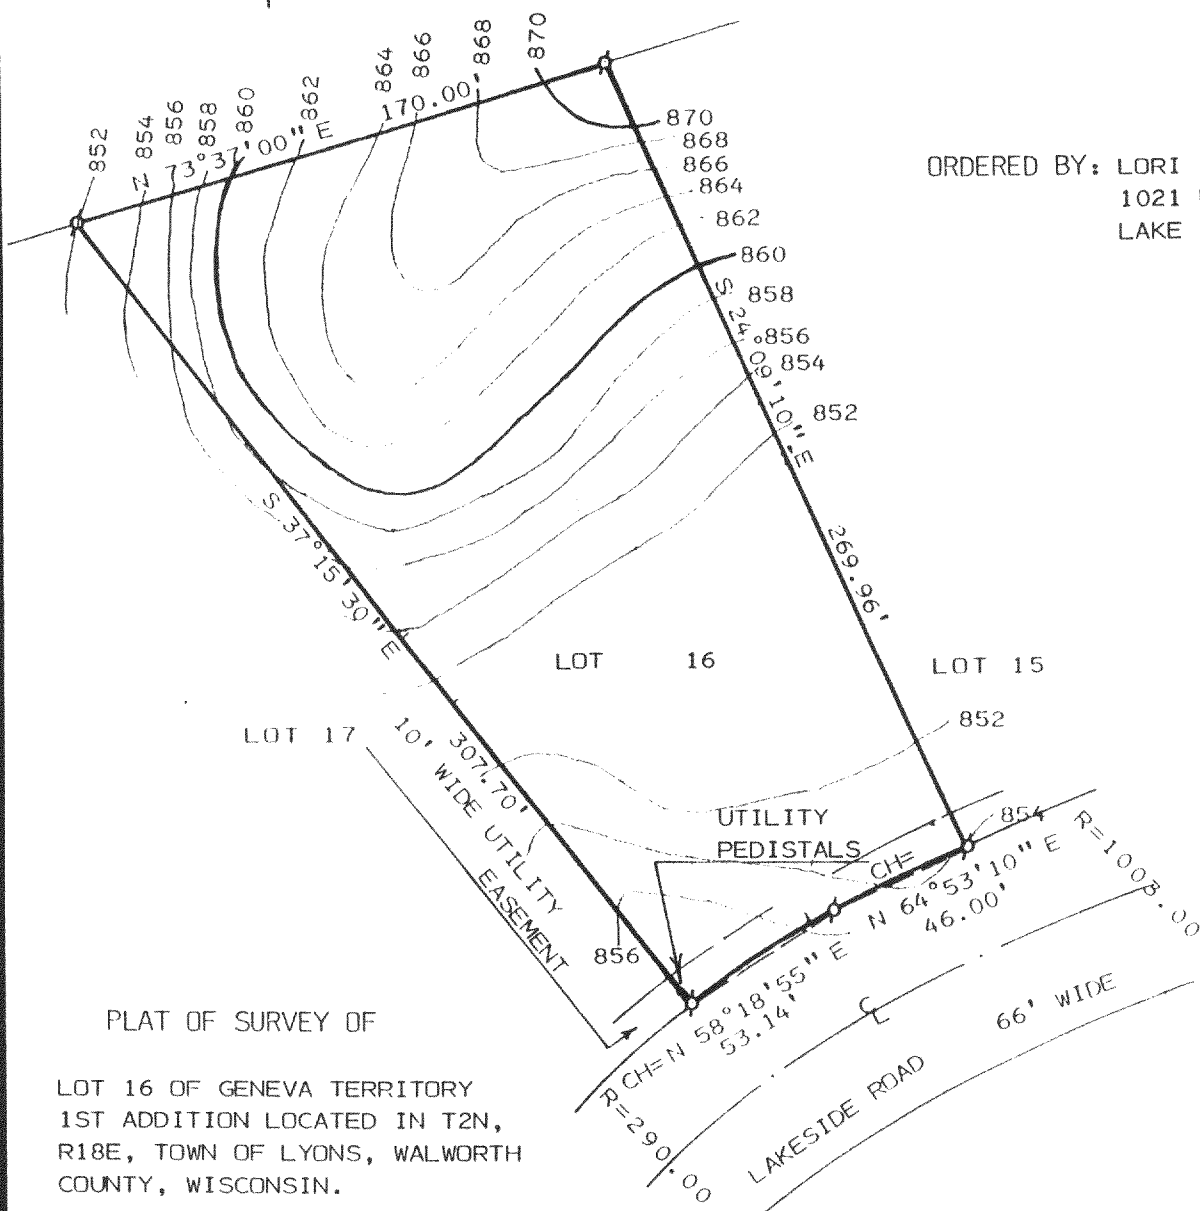 852
N 73°37'00" E
170.00'
854
856
858
860
862
864
866
868
870
870
868
866
864
862
860
858
856
854
852
ORDERED BY: LORI
1021
LAKE
S 24°09'10" E
269.96'
S 37°15'30" E
307.70'
LOT 16
LOT 15
LOT 17
10' WIDE UTILITY
EASEMENT
852
UTILITY
PEDISTALS
854
856
CH=
N 64°53'10" E
46.00'
R=1003.00
CH= N 58°18'55" E
53.14'
R=290.00
CL
66' WIDE
LAKESIDE ROAD
PLAT OF SURVEY OF
LOT 16 OF GENEVA TERRITORY
1ST ADDITION LOCATED IN T2N,
R18E, TOWN OF LYONS, WALWORTH
COUNTY, WISCONSIN.